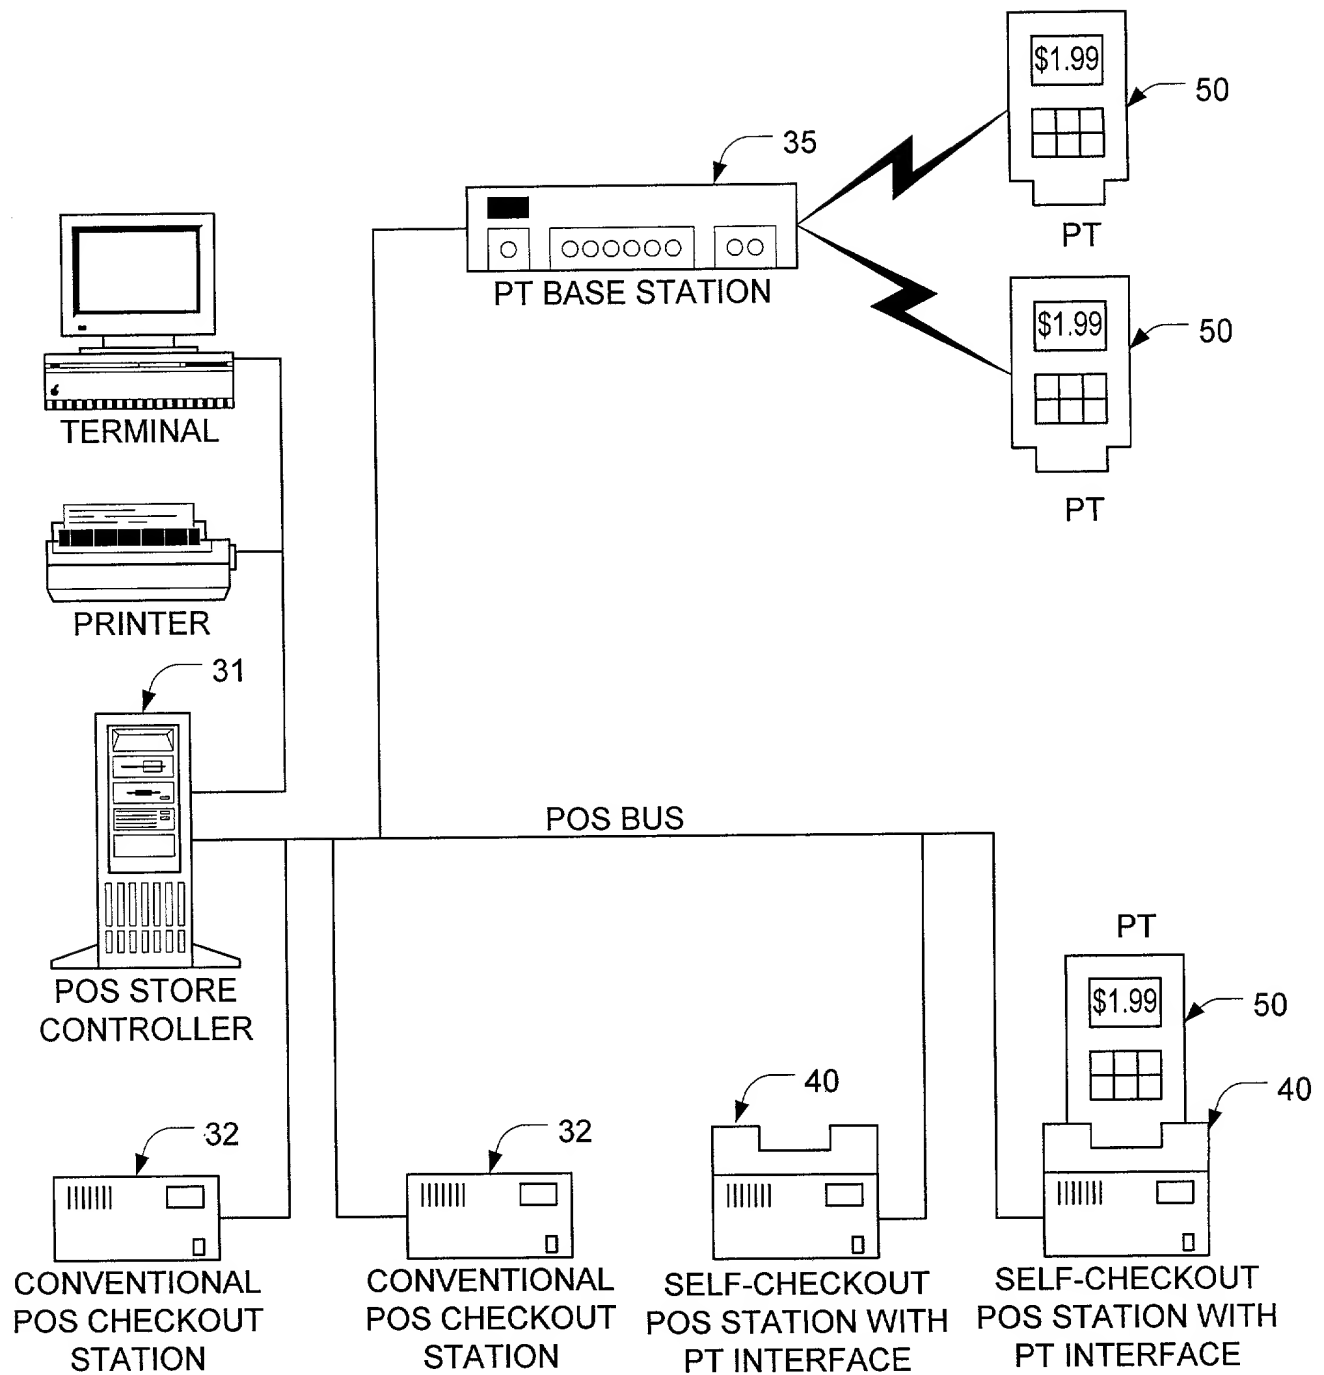 $1.99
50
PT
35
PT BASE STATION
$1.99
50
PT
TERMINAL
PRINTER
31
POS STORE
CONTROLLER
POS BUS
PT
$1.99
50
40
40
32
32
CONVENTIONAL
POS CHECKOUT
STATION
CONVENTIONAL
POS CHECKOUT
STATION
SELF-CHECKOUT
POS STATION WITH
PT INTERFACE
SELF-CHECKOUT
POS STATION WITH
PT INTERFACE